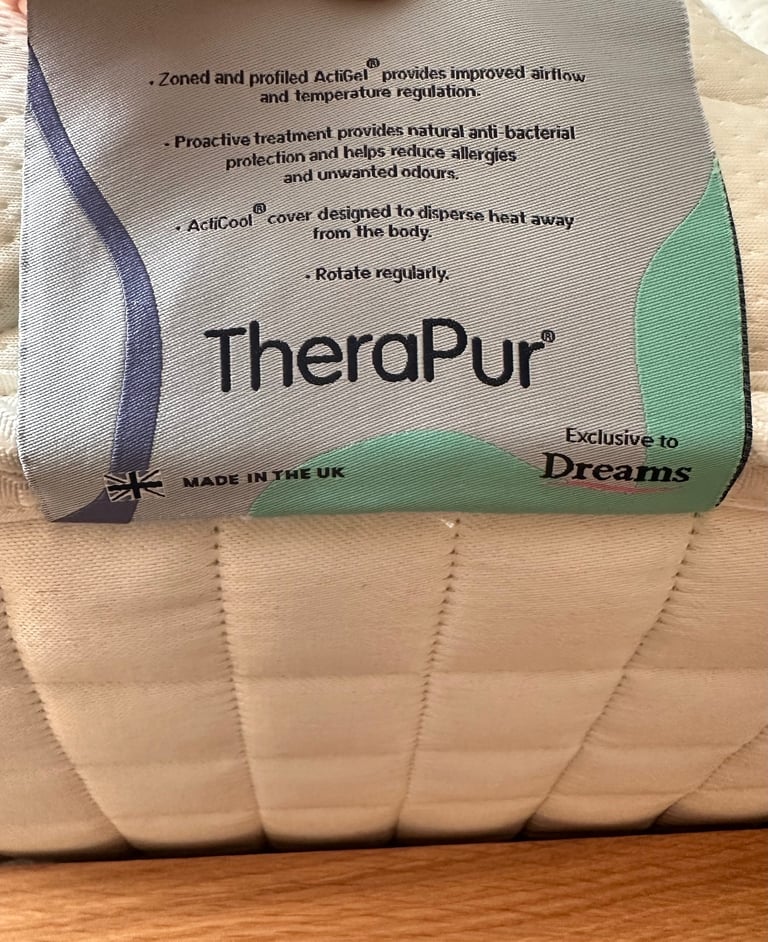 • Zoned and profiled ActiGel® provides improved airflow
and temperature regulation.
• Proactive treatment provides natural anti-bacterial
protection and helps reduce allergies
and unwanted odours.
• ActiCool® cover designed to disperse heat away
from the body.
• Rotate regularly.
TheraPur®
Exclusive to
Dreams
MADE IN THE UK